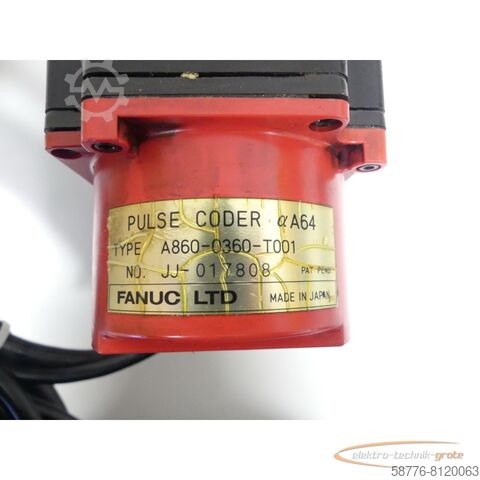 PULSE CODER αA64
TYPE A860-0360-T001
NO. JJ-017808 PAT PEND
FANUC LTD MADE IN JAPAN
elektro-technik-grote
58776-8120063